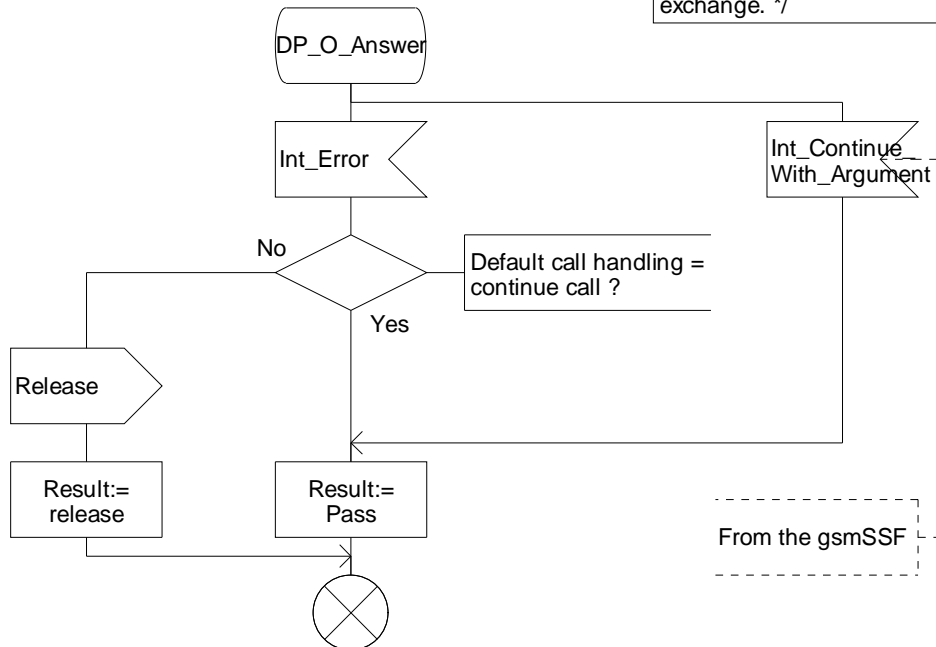 exchange. */
DP_O_Answer
Int_Error
Int_Continue_
With_Argument
No
Default call handling =
continue call ?
Yes
Release
Result:=
release
Result:=
Pass
From the gsmSSF